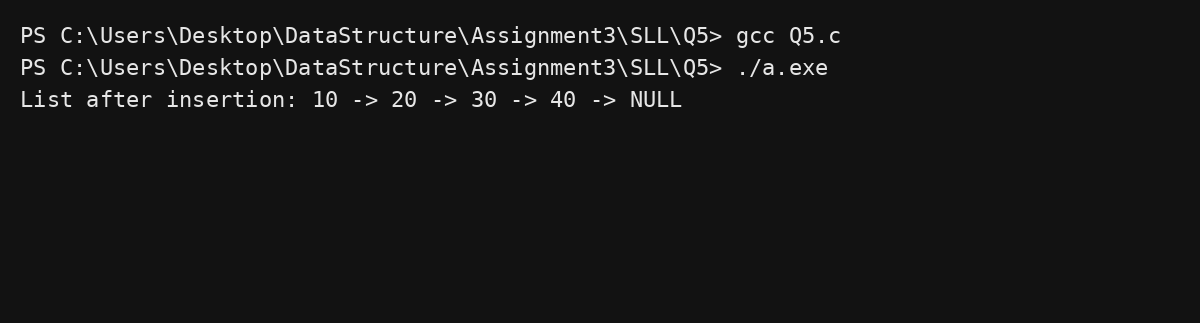 PS C:\Users\Desktop\DataStructure\Assignment3\SLL\Q5> gcc Q5.c
PS C:\Users\Desktop\DataStructure\Assignment3\SLL\Q5> ./a.exe
List after insertion: 10 -> 20 -> 30 -> 40 -> NULL